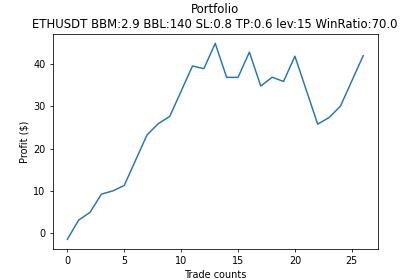 Portfolio
ETHUSDT BBM:2.9 BBL:140 SL:0.8 TP:0.6 lev:15 WinRatio:70.0
40
30
20
10
0
Profit ($)
0 5 10 15 20 25
Trade counts